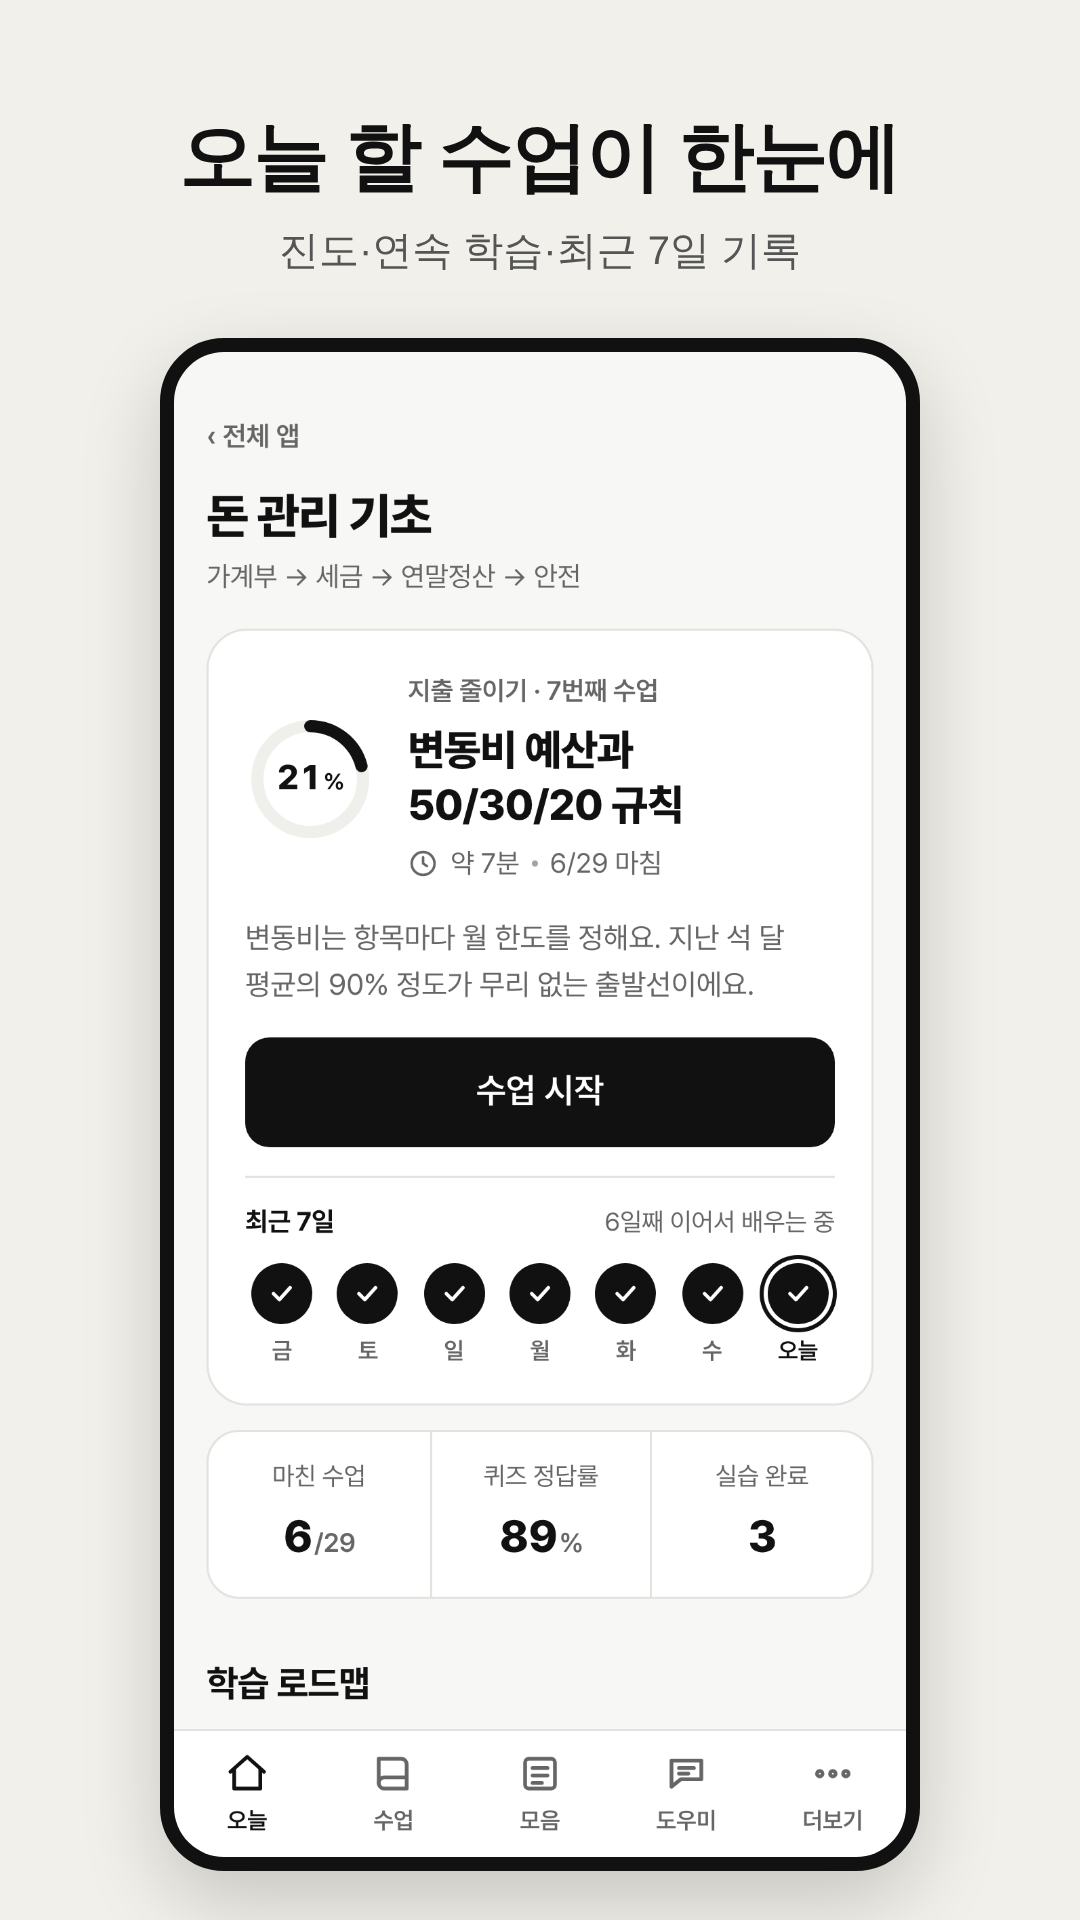 오늘 할 수업이 한눈에
진도·연속 학습·최근 7일 기록
‹ 전체 앱
돈 관리 기초
가계부 → 세금 → 연말정산 → 안전
지출 줄이기 · 7번째 수업
21%
변동비 예산과
50/30/20 규칙
약 7분 • 6/29 마침
변동비는 항목마다 월 한도를 정해요. 지난 석 달
평균의 90% 정도가 무리 없는 출발선이에요.
수업 시작
최근 7일 6일째 이어서 배우는 중
금 토 일 월 화 수 오늘
마친 수업 퀴즈 정답률 실습 완료
6/29 89% 3
학습 로드맵
오늘 수업 모음 도우미 더보기